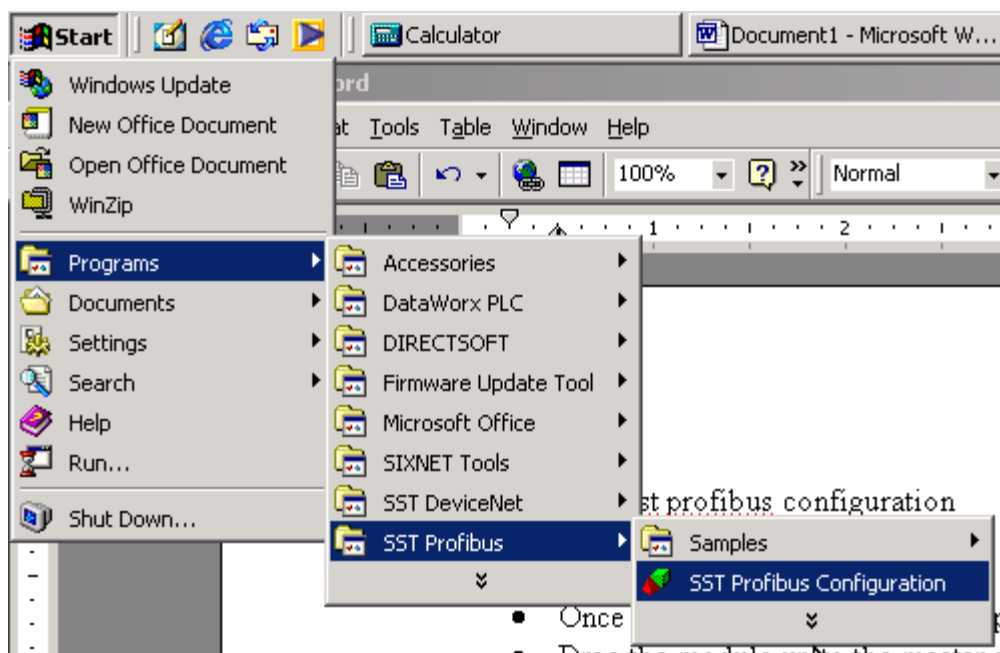 Start
Calculator
Document1 - Microsoft W...
Windows Update
New Office Document
Open Office Document
WinZip
Programs
Documents
Settings
Search
Help
Run...
Shut Down...
Tools Table Window Help
100%
Normal
1 2
Accessories
DataWorx PLC
DIRECTSOFT
Firmware Update Tool
Microsoft Office
SIXNET Tools
SST DeviceNet
SST Profibus
profibus configuration
Samples
SST Profibus Configuration
• Once